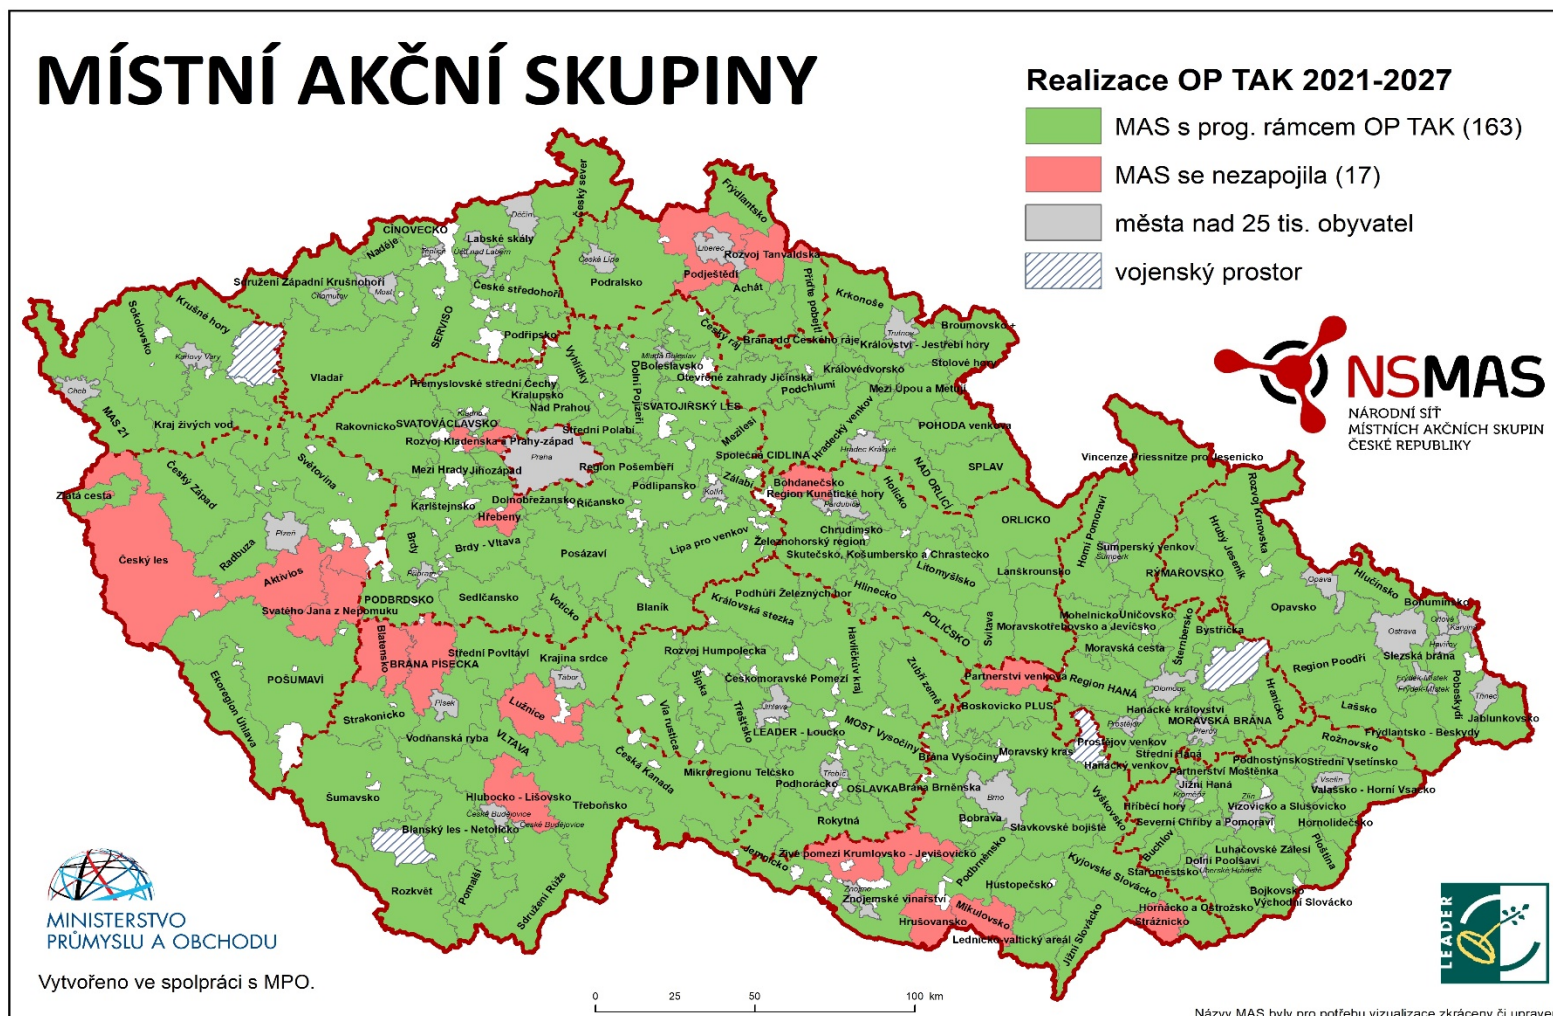 MÍSTNÍ AKČNÍ SKUPINY
Realizace OP TAK 2021-2027
MAS s prog. rámcem OP TAK (163)
MAS se nezapojila (17)
města nad 25 tis. obyvatel
vojenský prostor
NSMAS
NÁRODNÍ SÍŤ
MÍSTNÍCH AKČNÍCH SKUPIN
ČESKÉ REPUBLIKY
Český sever
Frýdlantsko
Děčín
CÍNOVECKO
Naděje
Labské skály
Teplice
Ústí nad Labem
Česká Lípa
Liberec
Rozvoj Tanvaldska
Podještědí
Sdružení Západní Krušnohoří
Chomutov
Most
České středohoří
Podralsko
Achát
Přiďte pobejt!
Krkonoše
Krušné hory
Sokolovsko
SERVISO
Podřipsko
Český ráj
Brána do Českého ráje
Trutnov
Broumovsko +
Království - Jestřebí hory
Stolové hory
Karlovy Vary
Vladař
Vyhlídky
Mladá Boleslav
Boleslavsko
Dolní Pojizeří
Otevřené zahrady Jičínska
Královédvorsko
Podchlumí
Mezi Úpou a Metují
Cheb
MAS 21
Kraj živých vod
Přemyslovské střední Čechy
Kralupsko
Nad Prahou
SVATOJIŘSKÝ LES
Rakovnicko
SVATOVÁCLAVSKO
Kladno
Rozvoj Kladenska a Prahy-západ
Střední Polabí
Mezilesí
Hradecký venkov
POHODA venkova
Praha
Hradec Králové
Společná CIDLINA
SPLAV
Vincenze Priessnitze pro Jesenicko
Světovina
Český Západ
Mezi Hrady
Jihozápad
Region Pošembeří
Zálabí
Podlipansko
Kolín
Bohdanečsko
Region Kunětické hory
Pardubice
Holicko
NAD ORLICÍ
Zlatá cesta
Karlštejnsko
Dolnobřežansko
Říčansko
Hřebeny
Chrudimsko
ORLICKO
Horní Pomoraví
Rozvoj Krnovska
Hrubý Jeseník
Plzeň
Radbuza
Brdy
Brdy - Vltava
Posázaví
Lípa pro venkov
Železnohorský region
Skutečsko, Košumbersko a Chrastecko
Litomyšlsko
Lanškrounsko
Šumperský venkov
Šumperk
RÝMAŘOVSKO
Český les
Aktivios
Příbram
Svatého Jana z Nepomuku
PODBRDSKO
Sedlčansko
Voticko
Blaník
Podhůří Železných hor
Královská stezka
Hlinecko
POLIČSKO
Svitava
Mohelnicko
Uničovsko
Moravskotřebovsko a Jevíčsko
Šternbersko
Bystřička
Opava
Opavsko
Hlučínsko
Bohumínsko
Orlová
Karviná
Havířov
Ostrava
Slezská brána
Blatensko
BRÁNA PÍSECKA
Střední Povltaví
Krajina srdce
Tábor
Rozvoj Humpolecka
Šipka
Českomoravské Pomezí
Havlíčkův kraj
Zubří země
Partnerství venkova
Moravská cesta
Region HANÁ
Olomouc
Hranicko
Region Poodří
Frýdek-Místek
Frýdek-Místek
Pobeskydí
Třinec
POŠUMAVÍ
Ekoregion Úhlava
Strakonicko
Písek
Lužnice
Via rustica
Třešťsko
Jihlava
LEADER - Loucko
MOST Vysočiny
Boskovicko PLUS
Hanácké království
Prostějov
MORAVSKÁ BRÁNA
Přerov
Lašsko
Jablunkovsko
Frýdlantsko - Beskydy
Vodňanská ryba
VLTAVA
Česká Kanada
Mikroregionu Telčsko
Třebíč
Podhorácko
OSLAVKA
Brána Vysočiny
Moravský kras
Prostějov venkov
Střední Haná
Hanácký venkov
Rožnovsko
Podhostýnsko
Střední Vsetínsko
Partnerství Moštěnka
Šumavsko
Hlubocko - Lišovsko
České Budějovice
České Budějovice
Třeboňsko
Rokytná
Brána Brněnska
Brno
Bobrava
Slavkovské bojiště
Vyškovsko
Jižní Haná
Kroměříž
Hříběcí hory
Zlín
Vsetín
Valašsko - Horní Vsacko
Vizovicko a Slušovicko
Severní Chřiby a Pomoraví
Hornolidečsko
Blanský les - Netolicko
Rozkvět
Pomalší
Sdružení Růže
Jemnicko
Živé pomezí Krumlovsko - Jevišovicko
Podbrněnsko
Hustopečsko
Kyjovské Slovácko
Buchlov
Luhačovské Zálesí
Ploština
Dolní Poolšaví
Uherské Hradiště
Staroměstsko
Znojmo
Znojemské vinařství
Hrušovansko
Mikulovsko
Lednicko-valtický areál
Jižní Slovácko
Strážnicko
Horňácko a Ostrožsko
Bojkovsko
Východní Slovácko
MINISTERSTVO
PRŮMYSLU A OBCHODU
Vytvořeno ve spolpráci s MPO.
0 25 50 100 km
LEADER
Názvy MAS byly pro potřebu vizualizace zkráceny či upraven